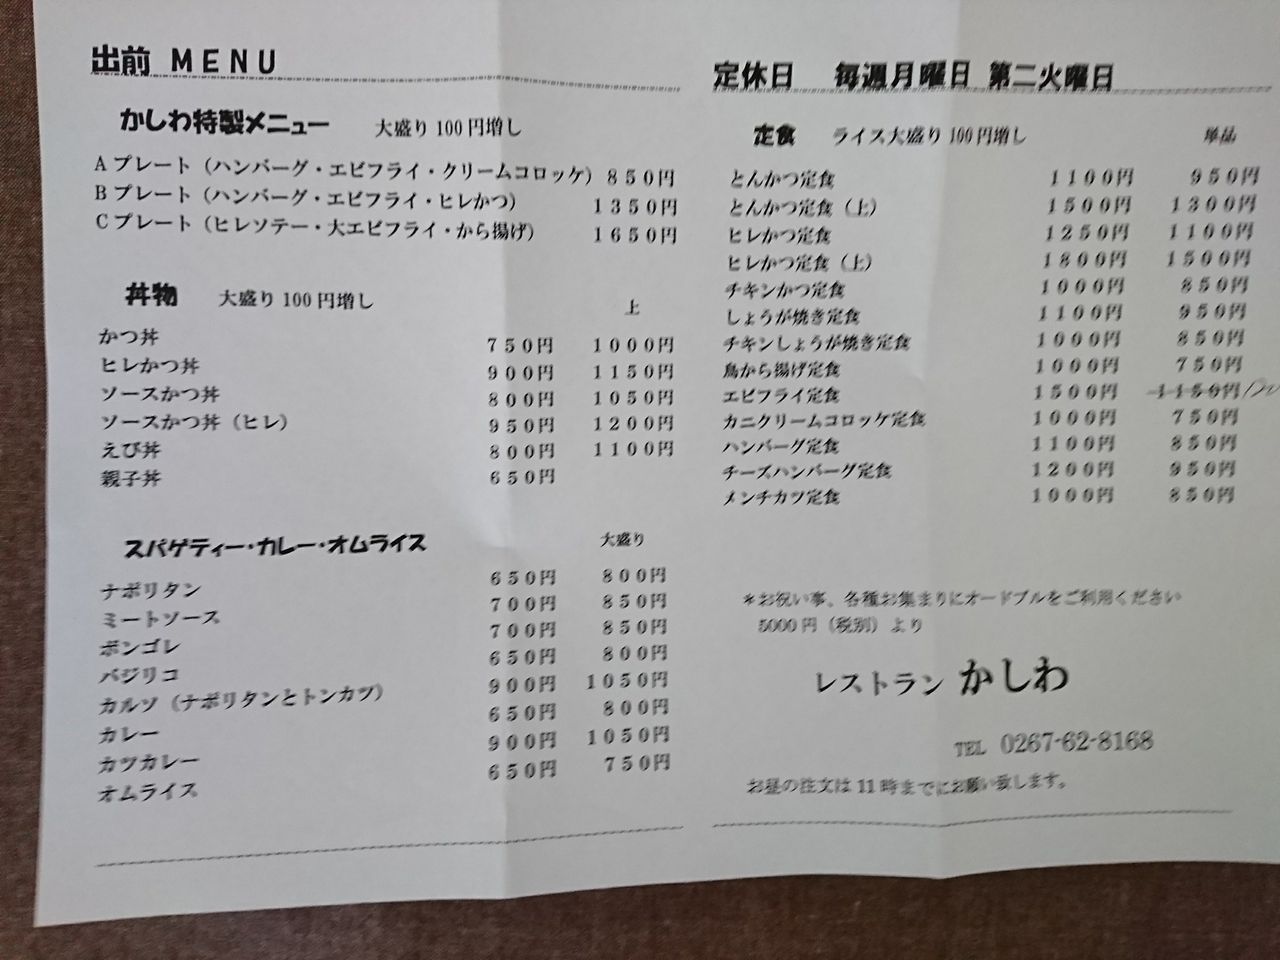 出前 MENU
かしわ特製メニュー 大盛り100円増し
Aプレート（ハンバーグ・エビフライ・クリームコロッケ） 850円
Bプレート（ハンバーグ・エビフライ・ヒレかつ） 1350円
Cプレート（ヒレソテー・大エビフライ・から揚げ） 1650円
丼物 大盛り100円増し 上
かつ丼 750円 1000円
ヒレかつ丼 900円 1150円
ソースかつ丼 800円 1050円
ソースかつ丼（ヒレ） 950円 1200円
えび丼 800円 1100円
親子丼 650円
スパゲティー・カレー・オムライス 大盛り
ナポリタン 650円 800円
ミートソース 700円 850円
ボンゴレ 700円 850円
バジリコ 650円 800円
カルソ（ナポリタンとトンカツ） 900円 1050円
カレー 650円 800円
カツカレー 900円 1050円
オムライス 650円 750円
定休日 毎週月曜日 第二火曜日
定食 ライス大盛り100円増し 単品
とんかつ定食 1100円 950円
とんかつ定食（上） 1500円 1300円
ヒレかつ定食 1250円 1100円
ヒレかつ定食（上） 1800円 1500円
チキンかつ定食 1000円 850円
しょうが焼き定食 1100円 950円
チキンしょうが焼き定食 1000円 850円
鳥から揚げ定食 1000円 750円
エビフライ定食 1500円 1150円
カニクリームコロッケ定食 1000円 750円
ハンバーグ定食 1100円 850円
チーズハンバーグ定食 1200円 950円
メンチカツ定食 1000円 850円
＊お祝い事、各種お集まりにオードブルをご利用ください
5000円（税別）より
レストラン かしわ
TEL 0267-62-8168
お昼の注文は11時までにお願い致します。